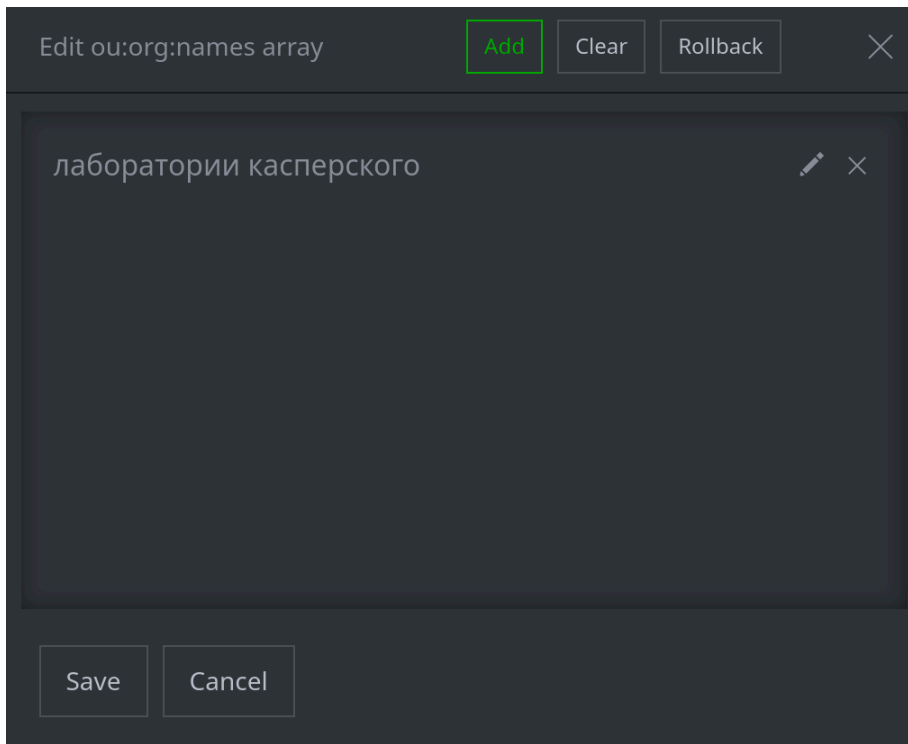 Edit ou:org:names array
Add
Clear
Rollback
лаборатории касперского
Save
Cancel